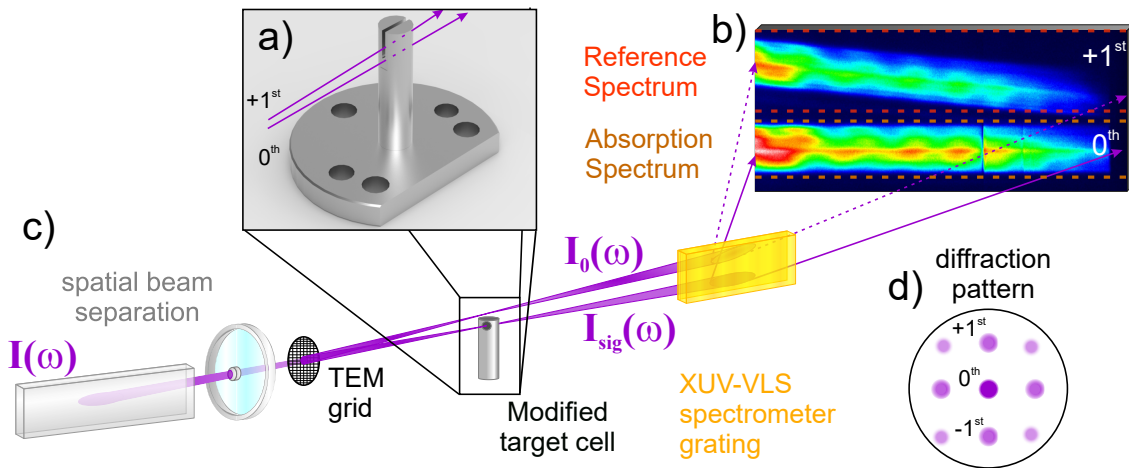 a)
+1st
0th
b)
Reference
Spectrum
+1st
Absorption
Spectrum
0th
c)
spatial beam
separation
I(ω)
TEM
grid
Modified
target cell
I0(ω)
Isig(ω)
XUV-VLS
spectrometer
grating
d)
diffraction
pattern
+1st
0th
-1st